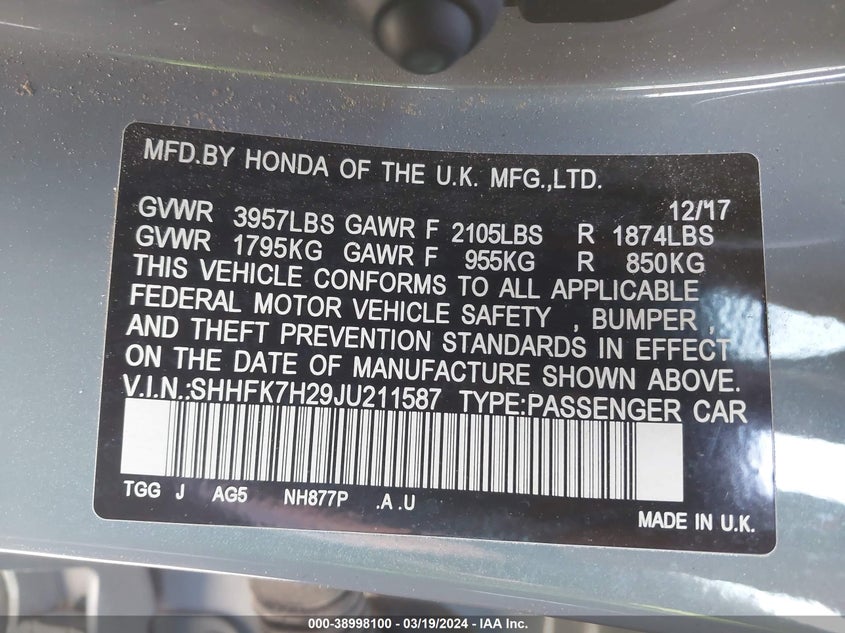 MFD.BY HONDA OF THE U.K. MFG.,LTD.
12/'17
GVWR 3957LBS GAWR F 2105LBS R 1874LBS
GVWR 1795KG GAWR F 955KG R 850KG
THIS VEHICLE CONFORMS TO ALL APPLICABLE
FEDERAL MOTOR VEHICLE SAFETY , BUMPER ,
AND THEFT PREVENTION STANDARDS IN EFFECT
ON THE DATE OF MANUFACTURE SHOWN ABOVE.
V.I.N.:SHHFK7H29JU211587 TYPE:PASSENGER CAR
TGG J AG5 NH877P .A .U
MADE IN U.K.
000-38998100 - 03/19/2024 - IAA Inc.